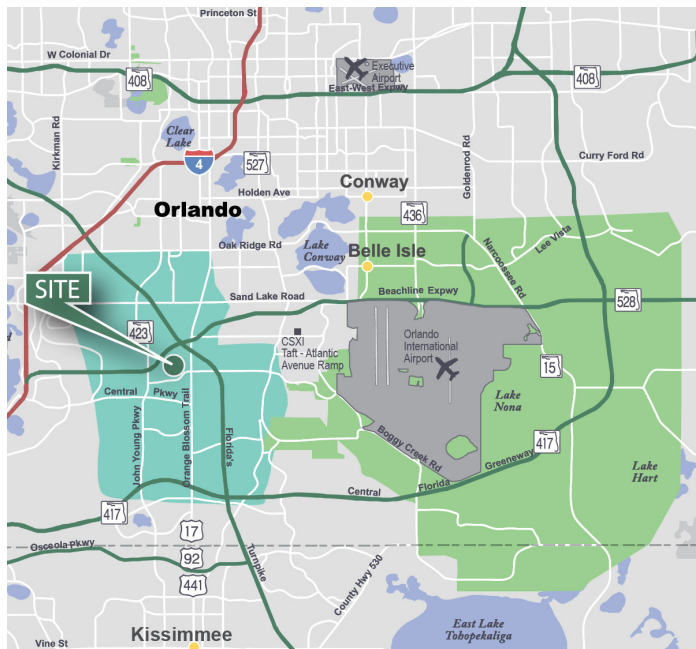 Princeton St
W Colonial Dr
408
Executive
Airport
East-West Expwy
408
Kirkman Rd
Clear
Lake
4
527
Goldenrod Rd
Curry Ford Rd
Holden Ave
Conway
Orlando
436
Oak Ridge Rd
Lake
Conway
Belle Isle
Narcoossee Rd
Lee Vista
SITE
Sand Lake Road
Beachline Expwy
528
423
CSXI
Taft - Atlantic
Avenue Ramp
Orlando
International
Airport
15
Central Pkwy
John Young Pkwy
Orange Blossom Trail
Florida's
Lake
Nona
Boggy Creek Rd
417
Greeneway
Lake
Hart
Central
Florida
417
17
Osceola Pkwy
92
Turnpike
441
County Hwy 530
East Lake
Tohopekaliga
Kissimmee
Vine St